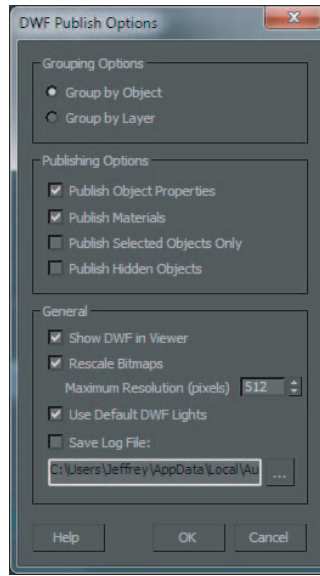 DWF Publish Options
Grouping Options
Group by Object
Group by Layer
Publishing Options
Publish Object Properties
Publish Materials
Publish Selected Objects Only
Publish Hidden Objects
General
Show DWF in Viewer
Rescale Bitmaps
Maximum Resolution (pixels) 512
Use Default DWF Lights
Save Log File:
C:\Users\Jeffrey\AppData\Local\Au ...
Help OK Cancel